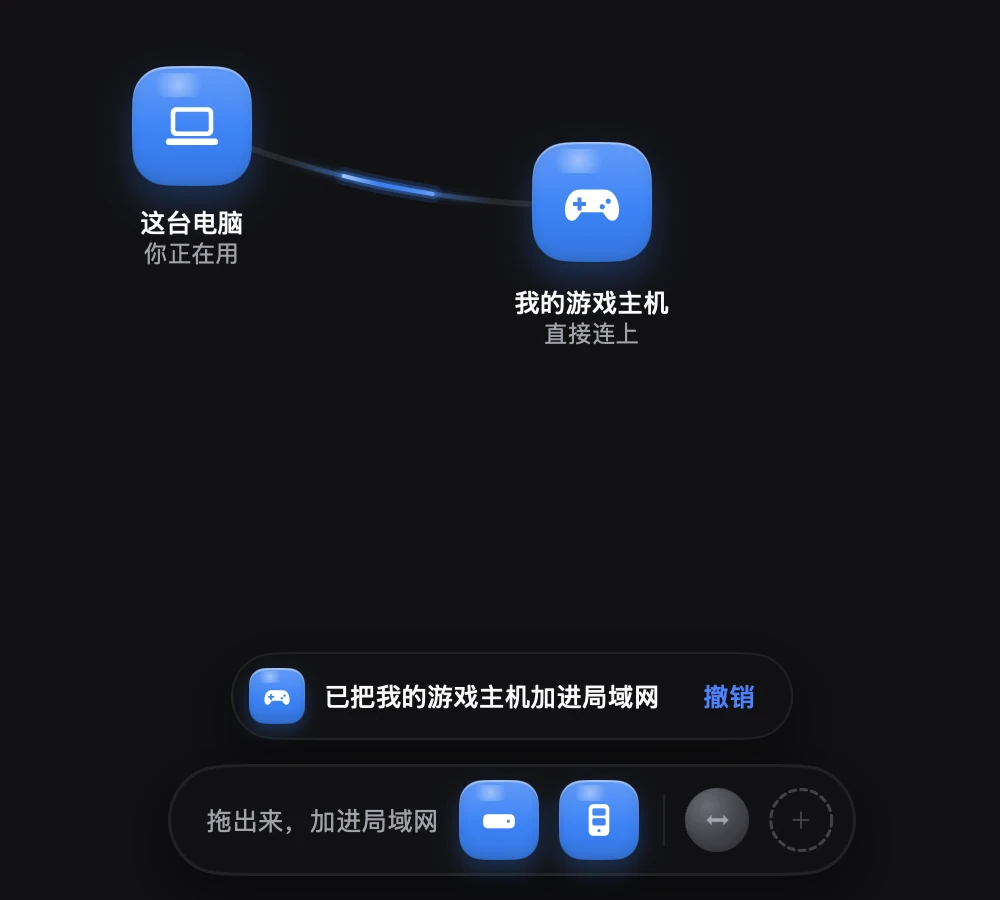 这台电脑
你正在用
我的游戏主机
直接连上
已把我的游戏主机加进局域网 撤销
拖出来，加进局域网